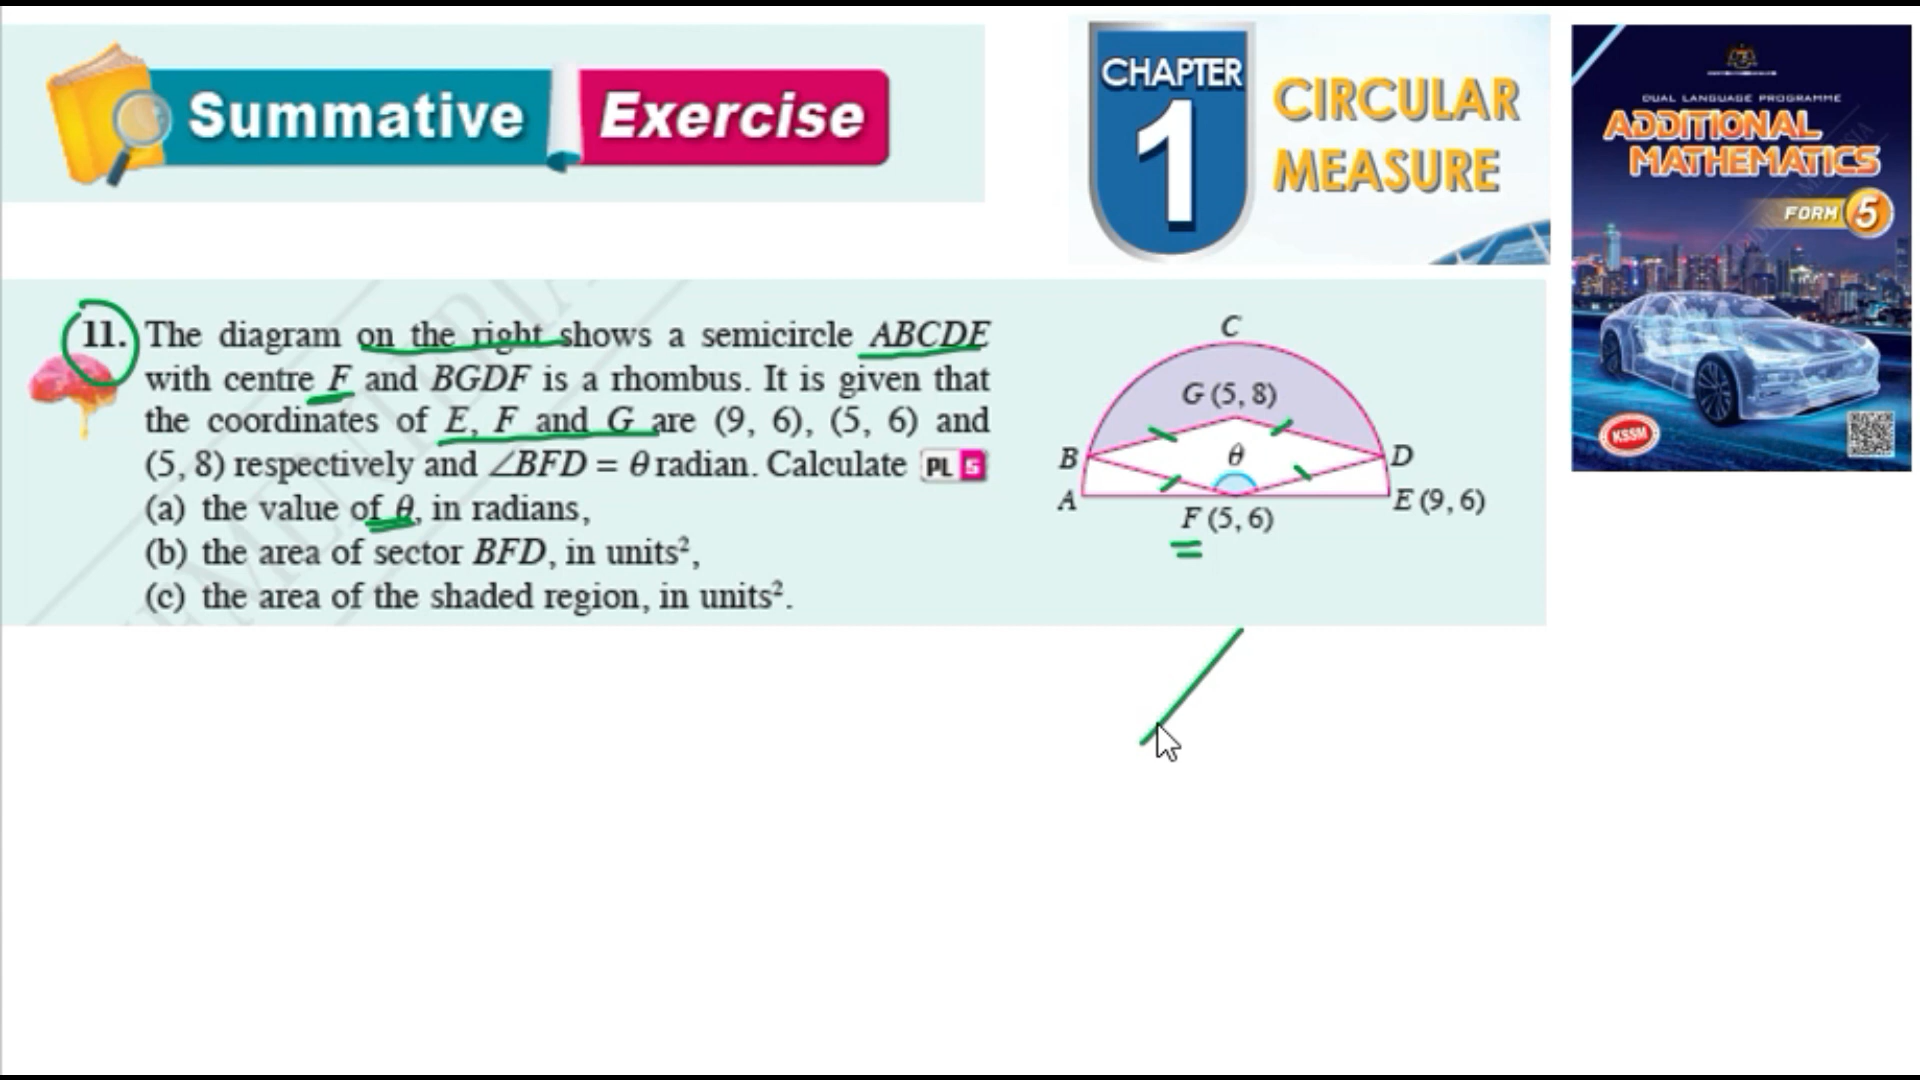 Summative Exercise
CHAPTER
1
CIRCULAR
MEASURE
DUAL LANGUAGE PROGRAMME
ADDITIONAL
MATHEMATICS
FORM 5
KSSM
11. The diagram on the right shows a semicircle ABCDE
with centre F and BGDF is a rhombus. It is given that
the coordinates of E, F and G are (9, 6), (5, 6) and
(5, 8) respectively and ∠BFD = θ radian. Calculate PL 5
(a) the value of θ, in radians,
(b) the area of sector BFD, in units²,
(c) the area of the shaded region, in units².
C
G (5, 8)
B
θ
D
A
E (9, 6)
F (5, 6)